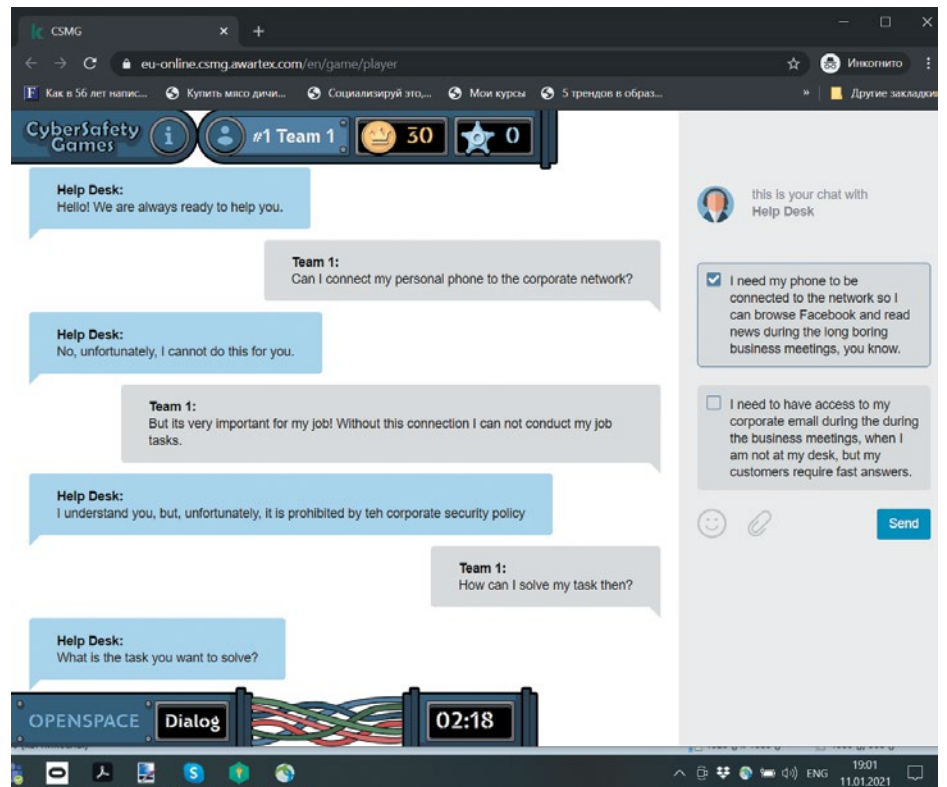 CSMG
eu-online.csmg.awartex.com/en/game/player
Инкогнито
Как в 56 лет напис...
Купить мясо дичи...
Социализируй это,...
Мои курсы
5 трендов в образ...
»
Другие закладки
CyberSafety
Games
i
#1 Team 1
30
0
Help Desk:
Hello! We are always ready to help you.
Team 1:
Can I connect my personal phone to the corporate network?
Help Desk:
No, unfortunately, I cannot do this for you.
Team 1:
But its very important for my job! Without this connection I can not conduct my job
tasks.
Help Desk:
I understand you, but, unfortunately, it is prohibited by teh corporate security policy
Team 1:
How can I solve my task then?
Help Desk:
What is the task you want to solve?
this is your chat with
Help Desk
I need my phone to be
connected to the network so I
can browse Facebook and read
news during the long boring
business meetings, you know.
I need to have access to my
corporate email during the during
the business meetings, when I
am not at my desk, but my
customers require fast answers.
Send
OPENSPACE
Dialog
02:18
ENG
19:01
11.01.2021